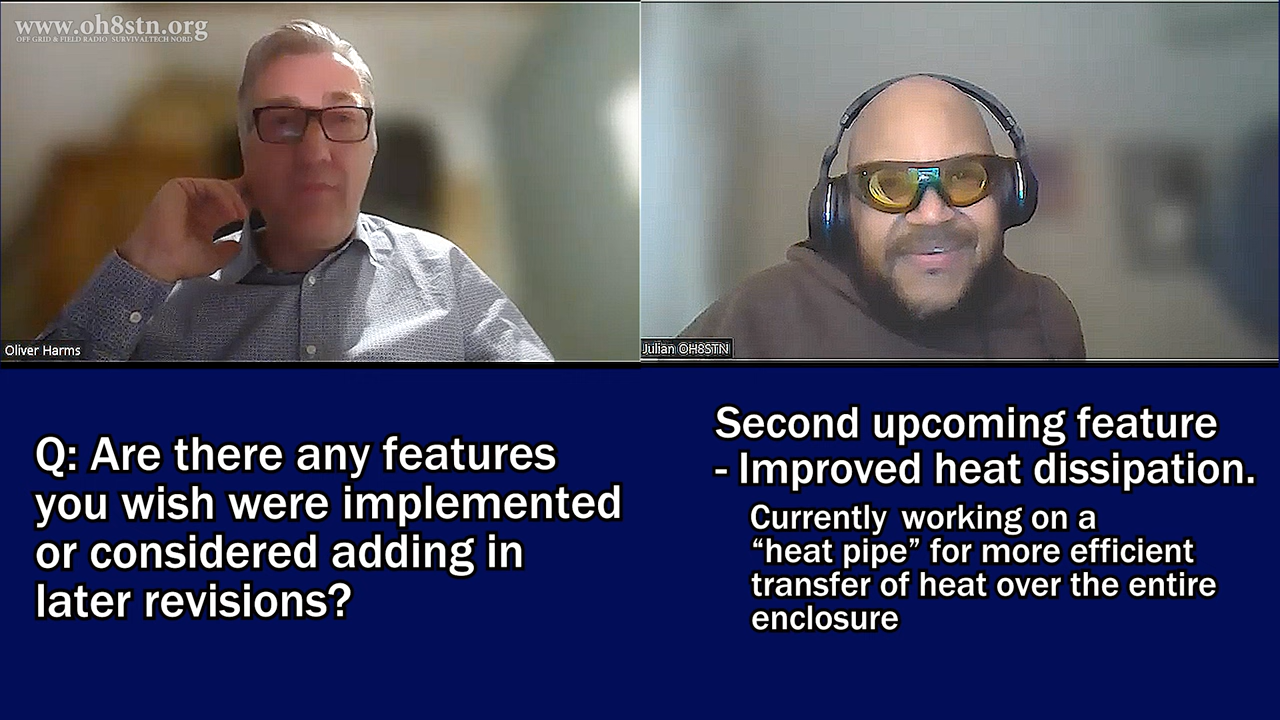 www.oh8stn.org
OFF GRID & FIELD RADIO SURVIVALTECH NORD
Oliver Harms
Julian OH8STN
Q: Are there any features
you wish were implemented
or considered adding in
later revisions?
Second upcoming feature
- Improved heat dissipation.
Currently working on a
“heat pipe” for more efficient
transfer of heat over the entire
enclosure